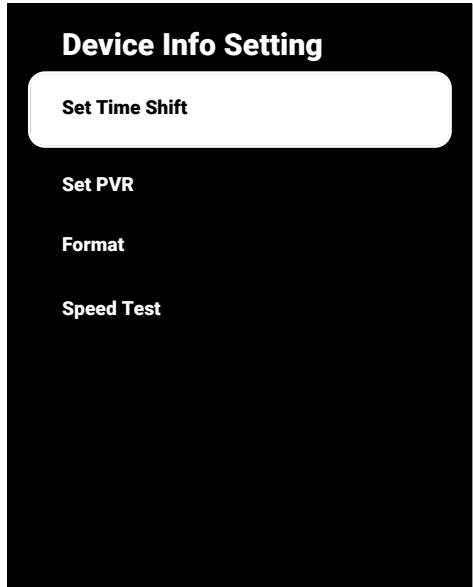 Device Info Setting
Set Time Shift
Set PVR
Format
Speed Test